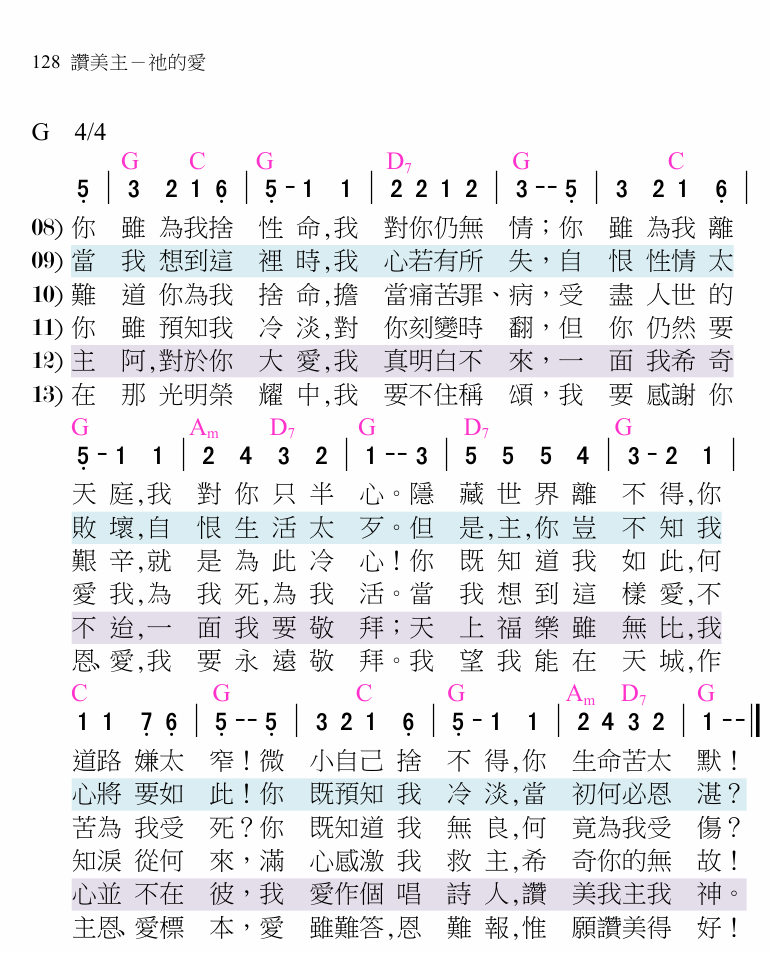 128 讚美主－祂的愛
G 4/4
G C G D7 G C
5 | 3 2 1 6 | 5 - 1 1 | 2 2 1 2 | 3 -- 5 | 3 2 1 6 |
08) 你 雖 為我捨 性 命,我 對你仍無 情；你 雖 為我 離
09) 當 我 想到這 裡 時,我 心若有所 失，自 恨 性情 太
10) 難 道 你為我 捨 命,擔 當痛苦罪、病，受 盡 人世 的
11) 你 雖 預知我 冷 淡,對 你刻變時 翻，但 你 仍然 要
12) 主 阿,對於你 大 愛,我 真明白不 來，一 面 我希 奇
13) 在 那 光明榮 耀 中,我 要不住稱 頌，我 要 感謝 你
G Am D7 G D7 G
5 - 1 1 | 2 4 3 2 | 1 -- 3 | 5 5 5 4 | 3 - 2 1 |
天 庭,我 對 你 只 半 心。隱 藏 世 界 離 不 得,你
敗 壞,自 恨 生 活 太 歹。但 是,主,你 豈 不 知 我
艱 辛,就 是 為 此 冷 心！你 既 知 道 我 如 此,何
愛 我,為 我 死,為 我 活。當 我 想 到 這 樣 愛,不
不 迨,一 面 我 要 敬 拜；天 上 福 樂 雖 無 比,我
恩、愛,我 要 永 遠 敬 拜。我 望 我 能 在 天 城,作
C G C G Am D7 G
1 1 7 6 | 5 -- 5 | 3 2 1 6 | 5 - 1 1 | 2 4 3 2 | 1 -- ||
道路 嫌太 窄！微 小自己 捨 不 得,你 生命苦太 默！
心將 要如 此！你 既預知 我 冷 淡,當 初何必恩 湛？
苦為 我受 死？你 既知道 我 無 良,何 竟為我受 傷？
知淚 從何 來，滿 心感激 我 救 主,希 奇你的無 故！
心並 不在 彼，我 愛作個 唱 詩 人,讚 美我主我 神。
主恩、愛標 本，愛 雖難答,恩 難 報,惟 願讚美得 好！